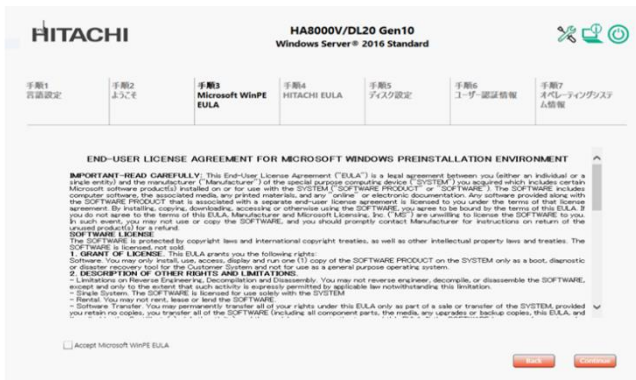 HITACHI
HA8000V/DL20 Gen10
Windows Server® 2016 Standard
手順1
言語設定
手順2
ようこそ
手順3
Microsoft WinPE
EULA
手順4
HITACHI EULA
手順5
ディスク設定
手順6
ユーザー認証情報
手順7
オペレーティングシステ
ム情報
END-USER LICENSE AGREEMENT FOR MICROSOFT WINDOWS PREINSTALLATION ENVIRONMENT
IMPORTANT-READ CAREFULLY: This End-User License Agreement ("EULA") is a legal agreement between you (either an individual or a
single entity) and the manufacturer ("Manufacturer") of the special purpose computing device ("SYSTEM") you acquired which includes certain
Microsoft software product(s) installed on or for use with the SYSTEM ("SOFTWARE PRODUCT" or "SOFTWARE"). The SOFTWARE includes
computer software, the associated media, any printed materials, and any "online" or electronic documentation. Any software provided along with
the SOFTWARE PRODUCT that is associated with a separate end-user license agreement is licensed to you under the terms of that license
agreement. By installing, copying, downloading, accessing or otherwise using the SOFTWARE, you agree to be bound by the terms of this EULA. If
you do not agree to the terms of this EULA, Manufacturer and Microsoft Licensing, Inc. ("MS") are unwilling to license the SOFTWARE to you.
In such event, you may not use or copy the SOFTWARE, and you should promptly contact Manufacturer for instructions on return of the
unused product(s) for a refund.
SOFTWARE LICENSE
The SOFTWARE is protected by copyright laws and international copyright treaties, as well as other intellectual property laws and treaties. The
SOFTWARE is licensed, not sold.
1. GRANT OF LICENSE. This EULA grants you the following rights:
Software. You may install, use, access, display and run one (1) copy of the SOFTWARE PRODUCT on the SYSTEM only as a boot, diagnostic
or disaster recovery tool for the Customer System and not for use as a general purpose operating system.
2. DESCRIPTION OF OTHER RIGHTS AND LIMITATIONS.
- Limitations on Reverse Engineering, Decompilation and Disassembly. You may not reverse engineer, decompile, or disassemble the SOFTWARE,
except and only to the extent that such activity is expressly permitted by applicable law notwithstanding this limitation.
- Single System. The SOFTWARE is licensed for use solely with the SYSTEM
- Rental. You may not rent, lease or lend the SOFTWARE.
- Software Transfer. You may permanently transfer all of your rights under this EULA only as part of a sale or transfer of the SYSTEM, provided
you retain no copies, you transfer all of the SOFTWARE (including all component parts, the media, any upgrades or backup copies, this EULA, and
Accept Microsoft WinPE EULA
Back
Continue